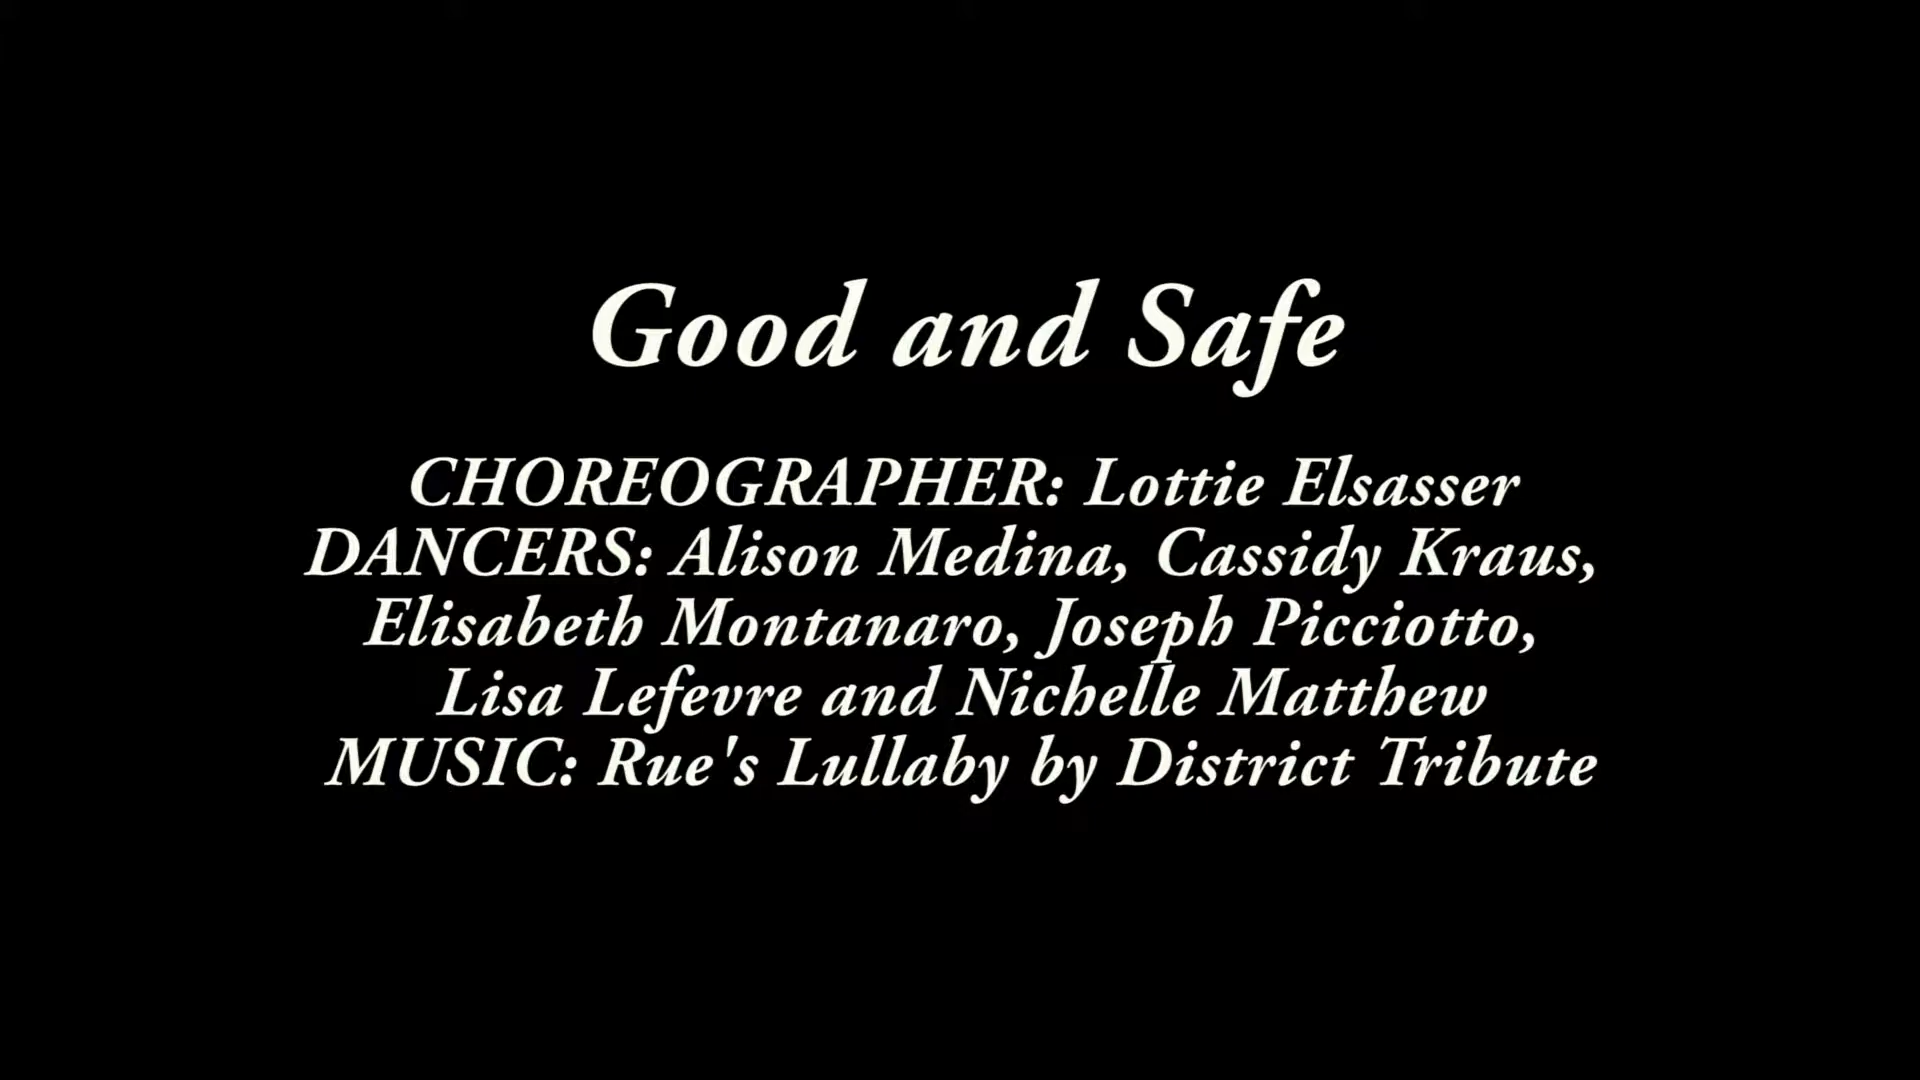 Good and Safe
CHOREOGRAPHER: Lottie Elsasser
DANCERS: Alison Medina, Cassidy Kraus,
Elisabeth Montanaro, Joseph Picciotto,
Lisa Lefevre and Nichelle Matthew
MUSIC: Rue's Lullaby by District Tribute